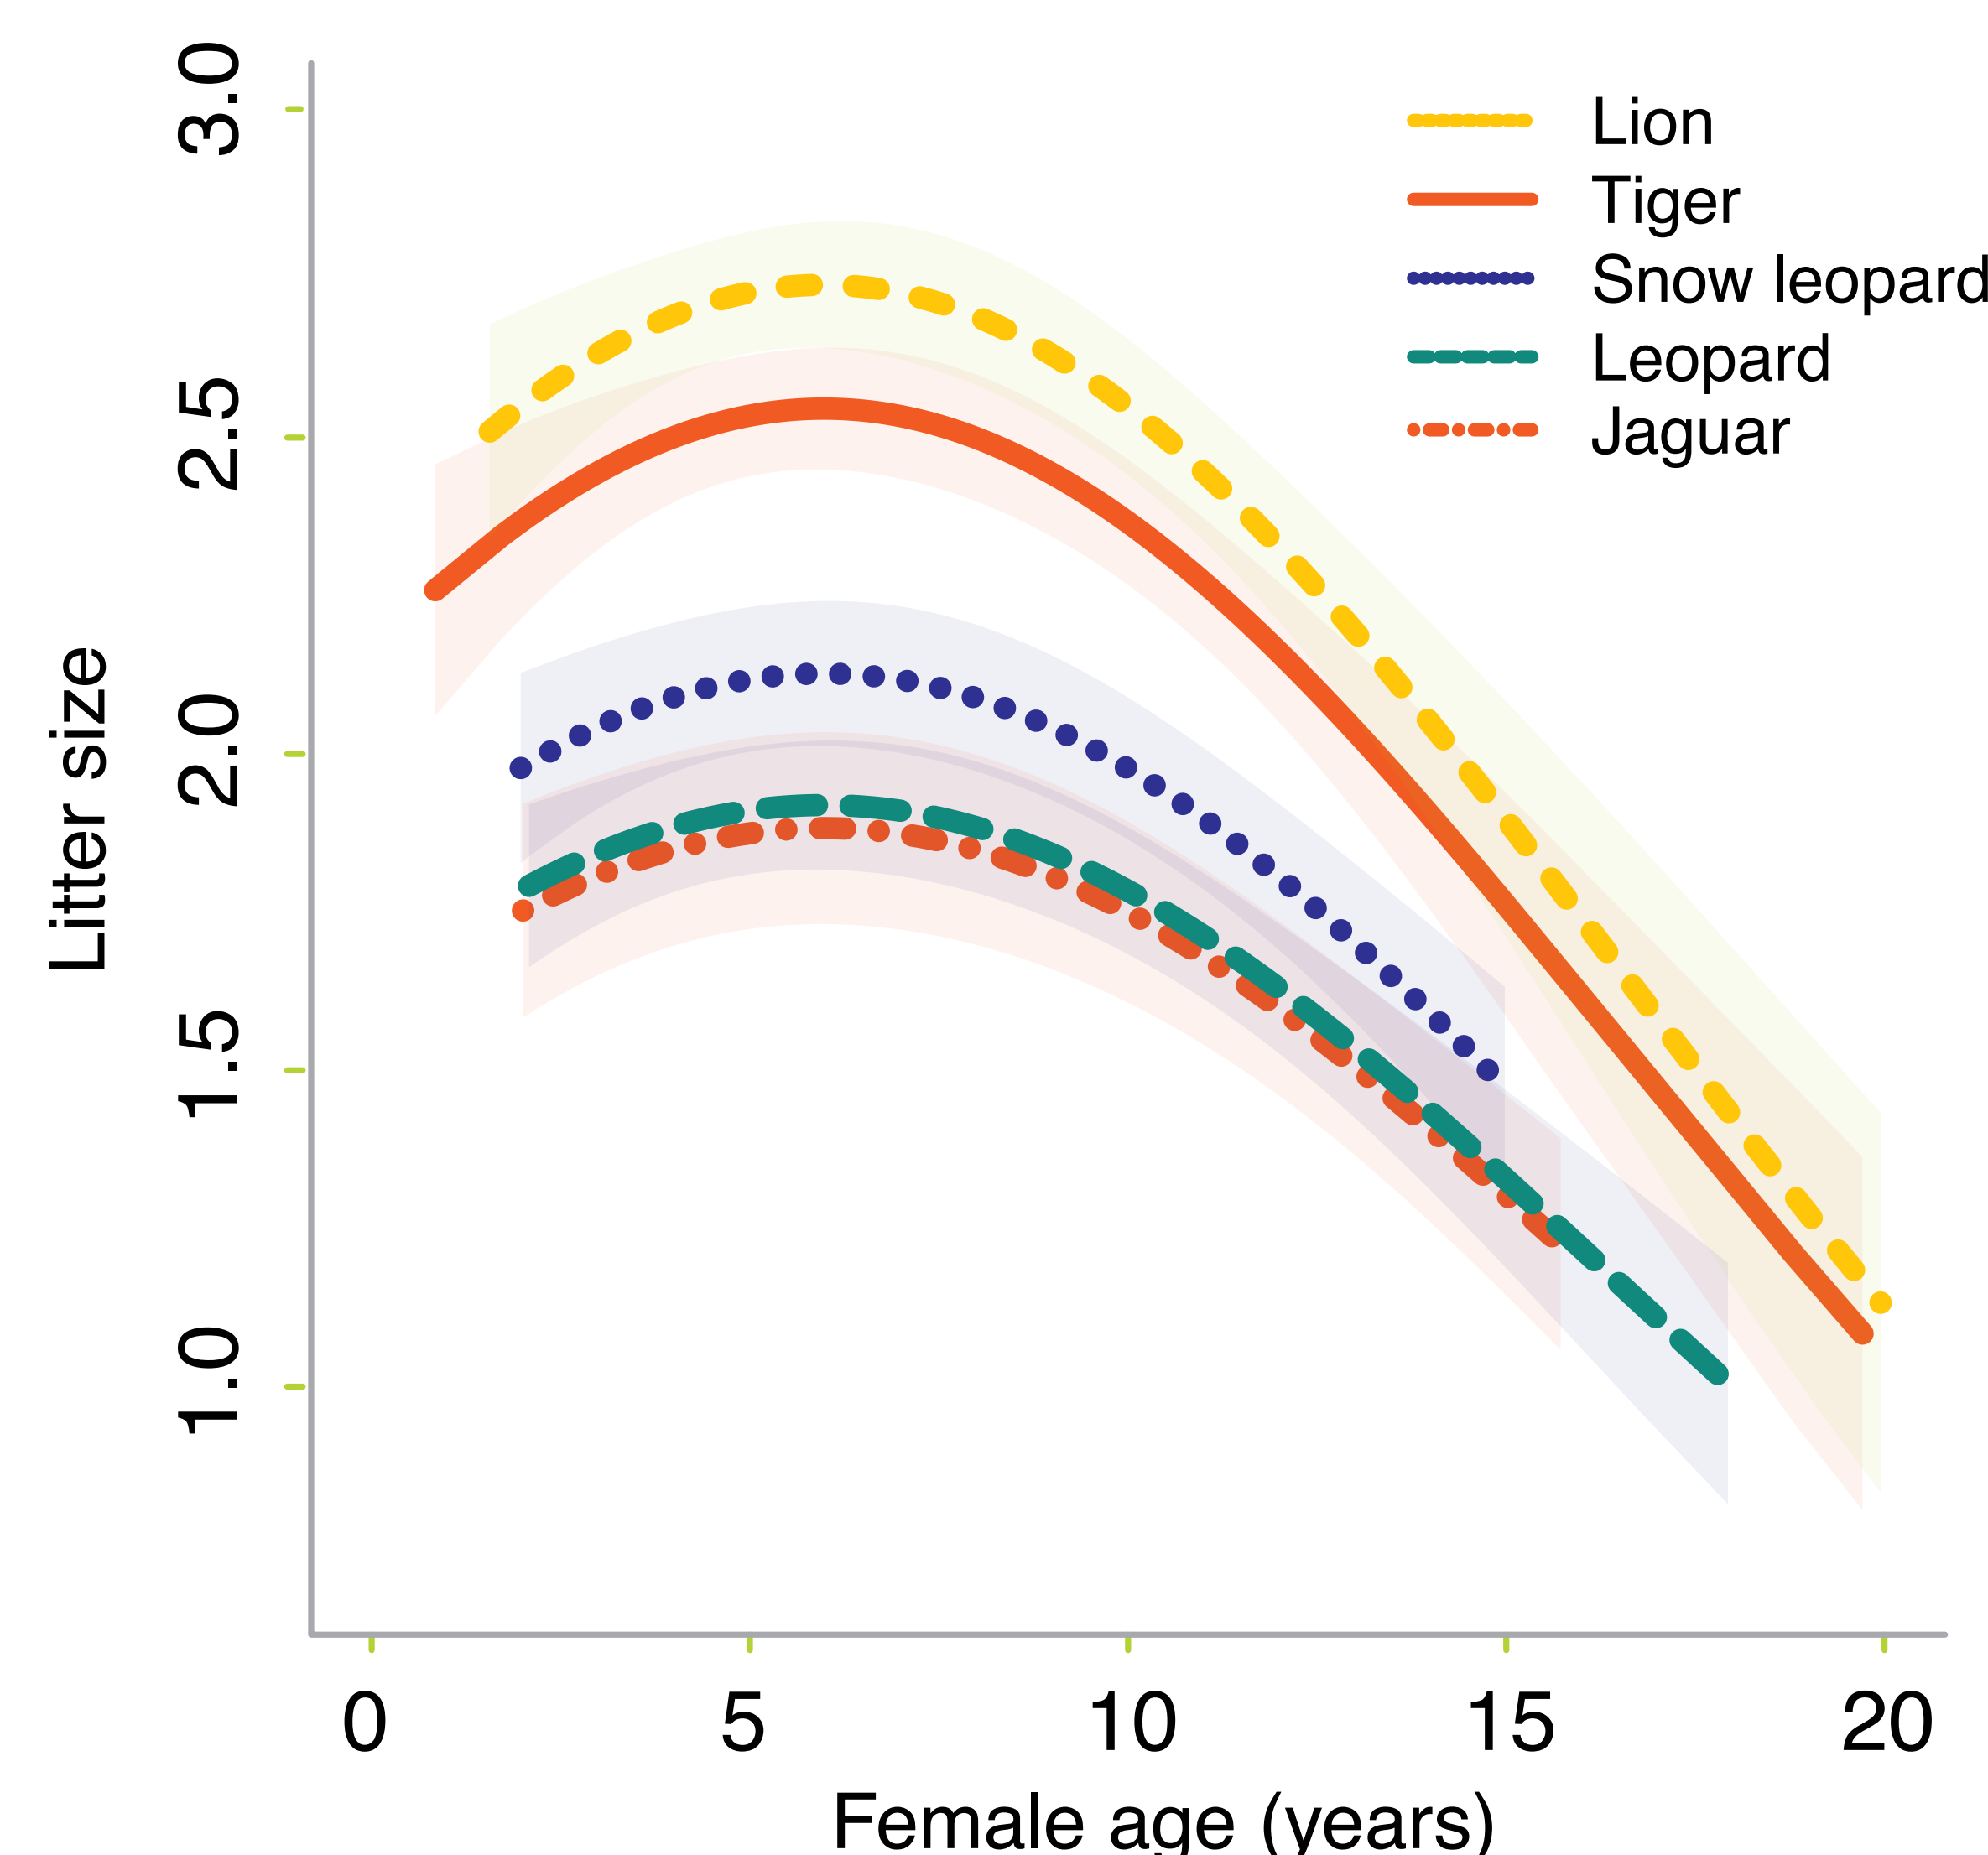 3.0
2.5
2.0
1.5
1.0
Litter size
Lion
Tiger
Snow leopard
Leopard
Jaguar
0 5 10 15 20
Female age (years)